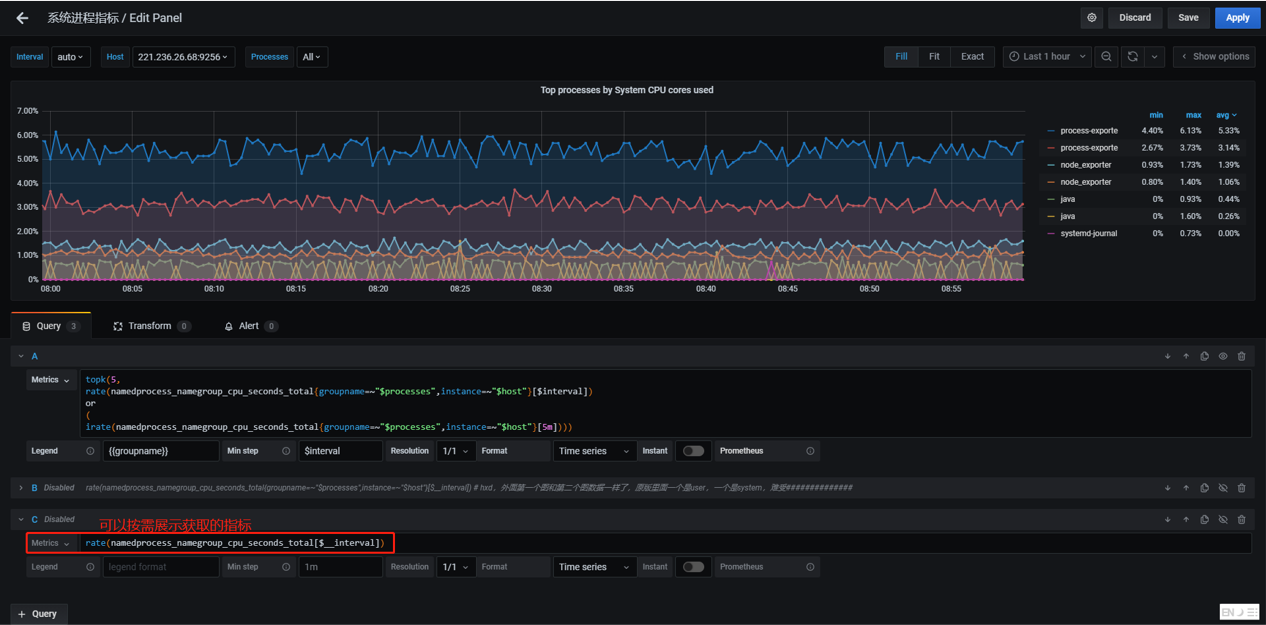 系统进程指标 / Edit Panel
Discard Save Apply
Interval auto Host 221.236.26.68:9256 Processes All
Fill Fit Exact Last 1 hour Show options
Top processes by System CPU cores used
7.00%
6.00%
5.00%
4.00%
3.00%
2.00%
1.00%
0%
08:00 08:05 08:10 08:15 08:20 08:25 08:30 08:35 08:40 08:45 08:50 08:55
min max avg
process-exporte 4.40% 6.13% 5.33%
process-exporte 2.67% 3.73% 3.14%
node_exporter 0.93% 1.73% 1.39%
node_exporter 0.80% 1.40% 1.06%
java 0% 0.93% 0.44%
java 0% 1.60% 0.26%
systemd-journal 0% 0.73% 0.00%
Query 3 Transform 0 Alert 0
A
Metrics
topk(5,
rate(namedprocess_namegroup_cpu_seconds_total{groupname=~"$processes",instance=~"$host"}[$interval])
or
(
irate(namedprocess_namegroup_cpu_seconds_total{groupname=~"$processes",instance=~"$host"}[5m])))
Legend {{groupname}} Min step $interval Resolution 1/1 Format Time series Instant Prometheus
B Disabled rate(namedprocess_namegroup_cpu_seconds_total{groupname=~"$processes",instance=~"$host"}[$__interval]) # hxd，外面第一个图和第二个图数据一样了，原版里面一个是user，一个是system，难受##############
C Disabled
可以按需展示获取的指标
Metrics rate(namedprocess_namegroup_cpu_seconds_total[$__interval])
Legend legend format Min step 1m Resolution 1/1 Format Time series Instant Prometheus
+ Query
EN